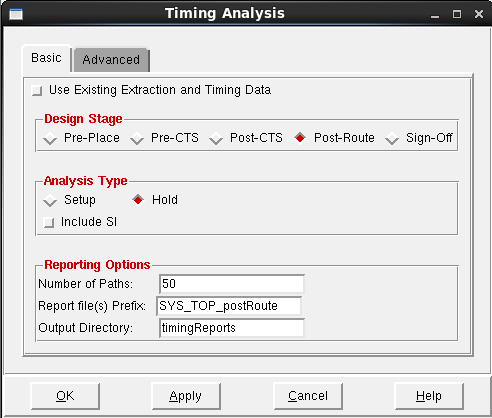 Timing Analysis
Basic Advanced
Use Existing Extraction and Timing Data
Design Stage
Pre-Place Pre-CTS Post-CTS Post-Route Sign-Off
Analysis Type
Setup Hold
Include SI
Reporting Options
Number of Paths: 50
Report file(s) Prefix: SYS_TOP_postRoute
Output Directory: timingReports
OK Apply Cancel Help